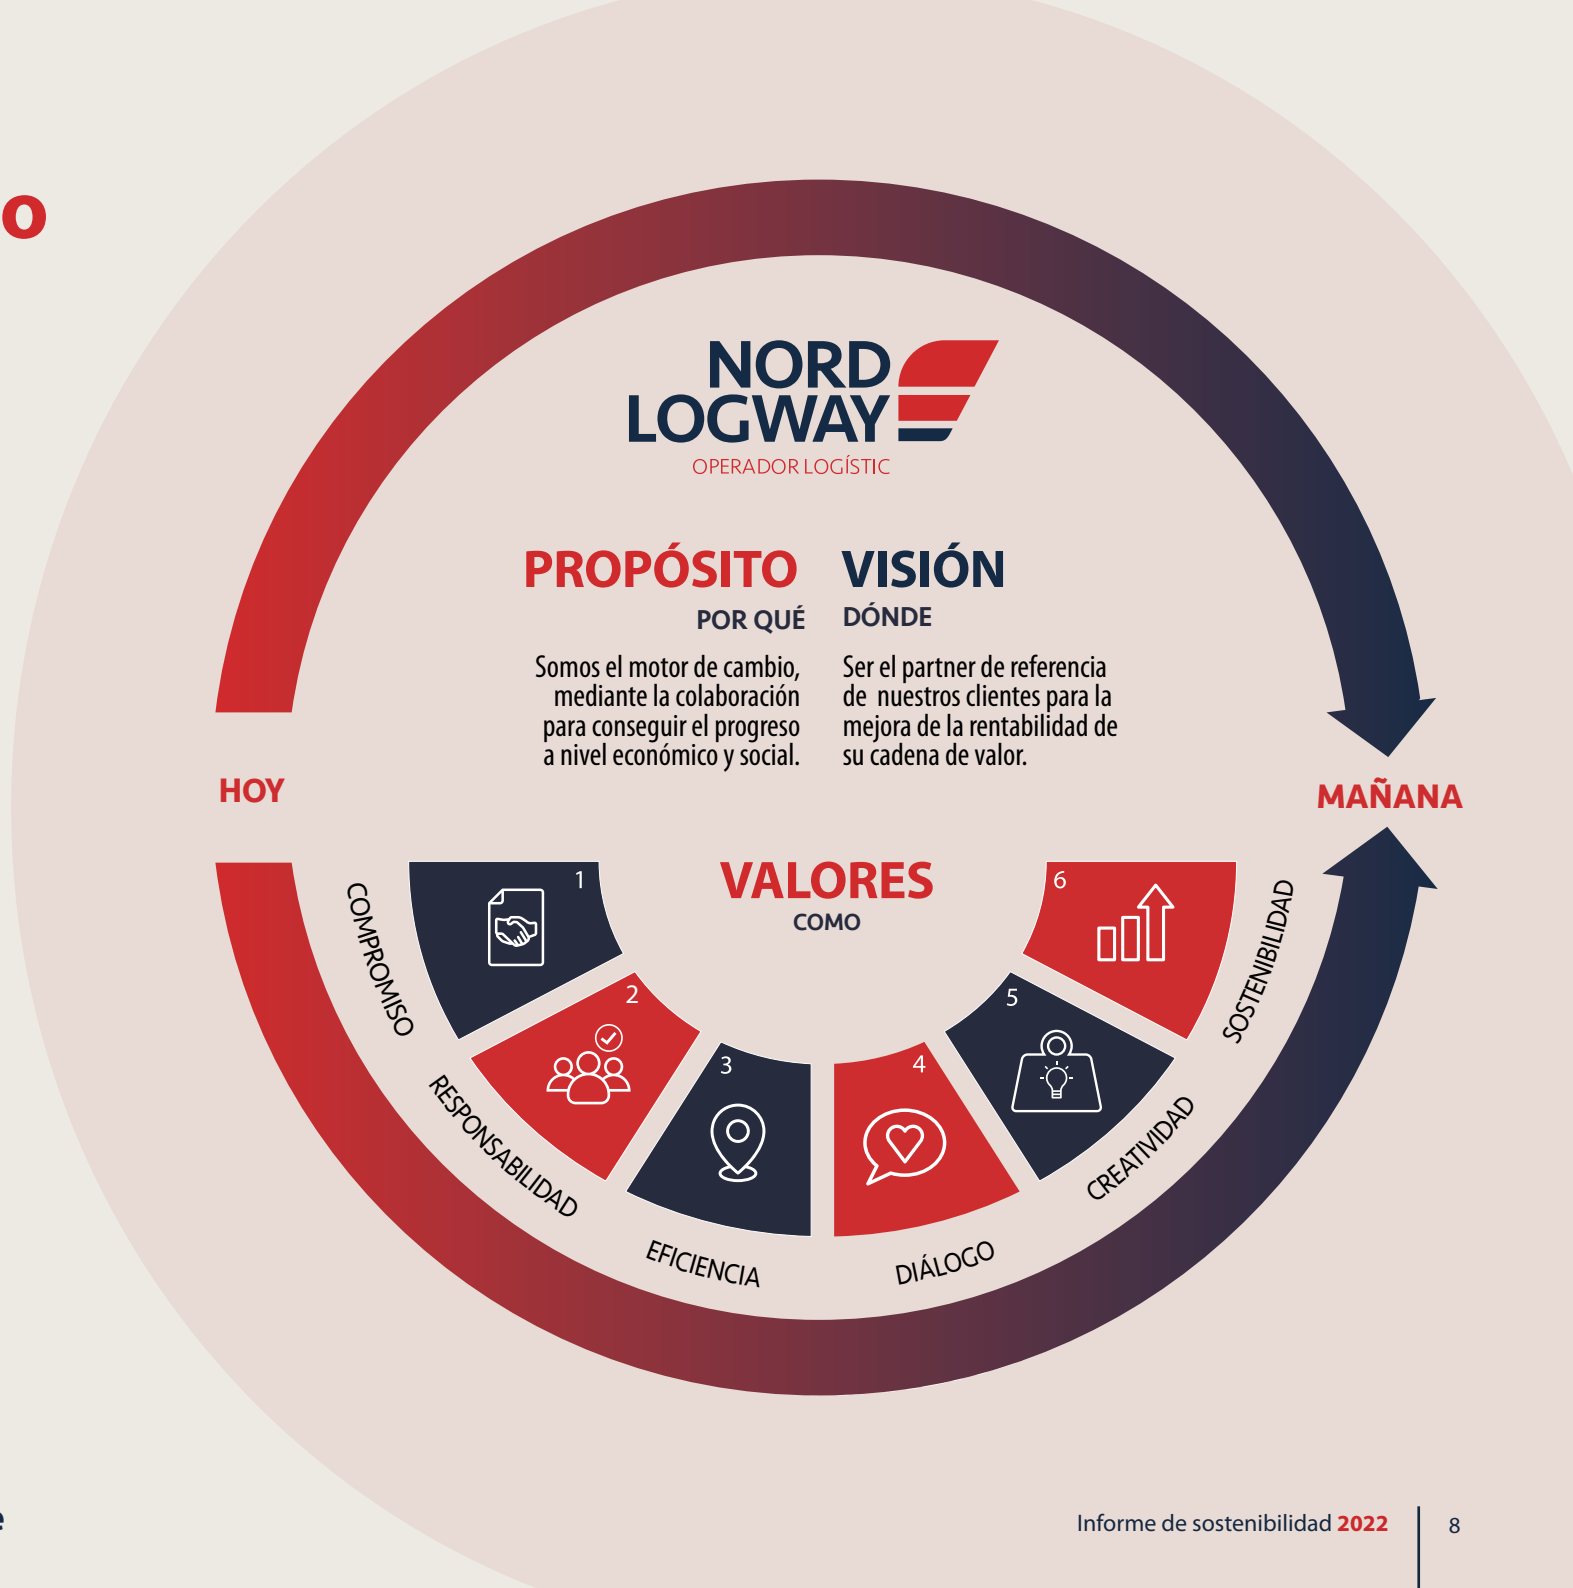 o
NORD
LOGWAY
OPERADOR LOGÍSTIC
PROPÓSITO
POR QUÉ
Somos el motor de cambio,
mediante la colaboración
para conseguir el progreso
a nivel económico y social.
VISIÓN
DÓNDE
Ser el partner de referencia
de nuestros clientes para la
mejora de la rentabilidad de
su cadena de valor.
HOY
MAÑANA
VALORES
COMO
1
COMPROMISO
2
RESPONSABILIDAD
3
EFICIENCIA
4
DIÁLOGO
5
CREATIVIDAD
6
SOSTENIBILIDAD
e
Informe de sostenibilidad 2022
8